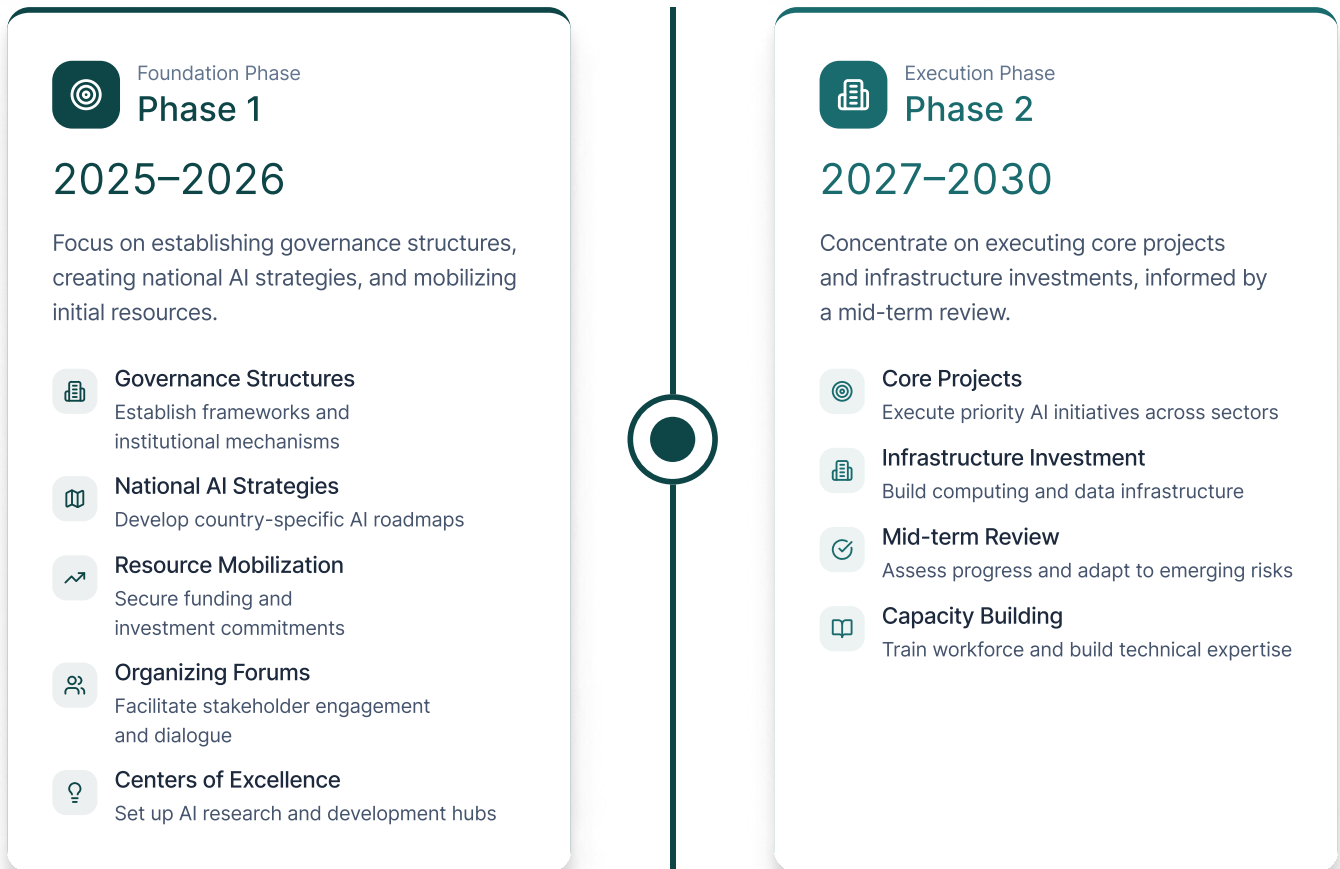 Foundation Phase
Phase 1
2025–2026
Focus on establishing governance structures,
creating national AI strategies, and mobilizing
initial resources.
Governance Structures
Establish frameworks and
institutional mechanisms
National AI Strategies
Develop country-specific AI roadmaps
Resource Mobilization
Secure funding and
investment commitments
Organizing Forums
Facilitate stakeholder engagement
and dialogue
Centers of Excellence
Set up AI research and development hubs
Execution Phase
Phase 2
2027–2030
Concentrate on executing core projects
and infrastructure investments, informed by
a mid-term review.
Core Projects
Execute priority AI initiatives across sectors
Infrastructure Investment
Build computing and data infrastructure
Mid-term Review
Assess progress and adapt to emerging risks
Capacity Building
Train workforce and build technical expertise